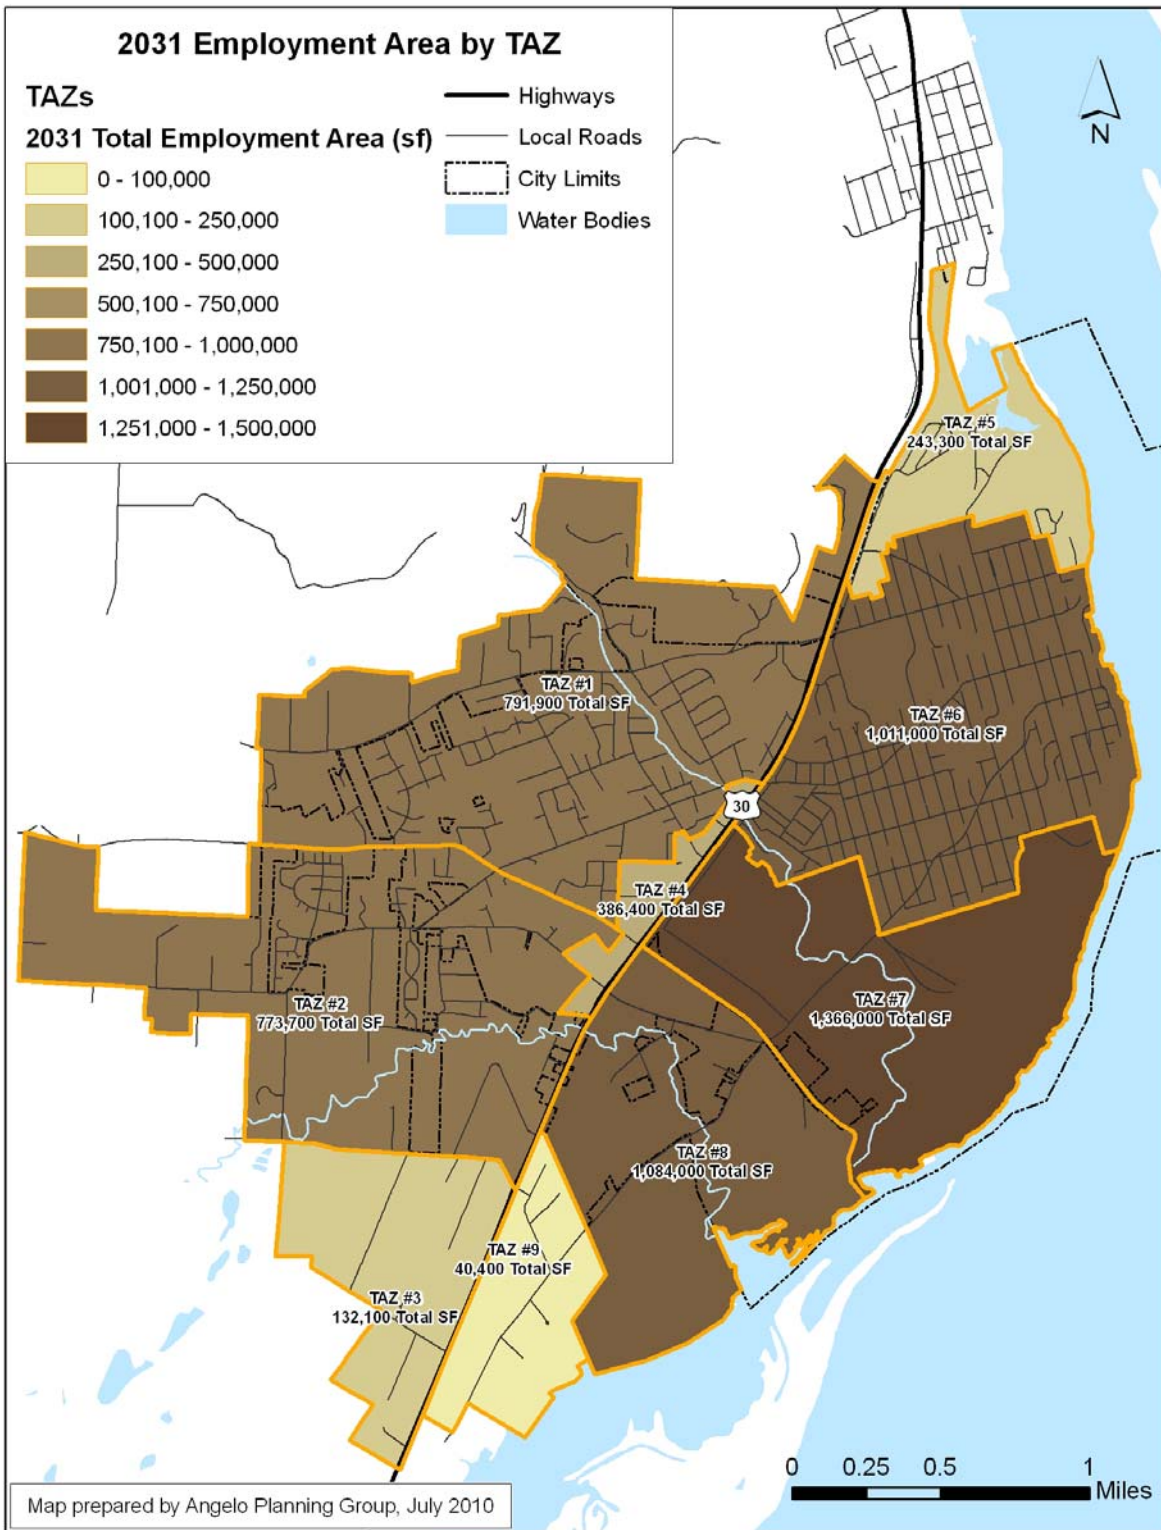 2031 Employment Area by TAZ
TAZs
2031 Total Employment Area (sf)
0 - 100,000
100,100 - 250,000
250,100 - 500,000
500,100 - 750,000
750,100 - 1,000,000
1,001,000 - 1,250,000
1,251,000 - 1,500,000
Highways
Local Roads
City Limits
Water Bodies
N
TAZ #5
243,300 Total SF
TAZ #1
791,900 Total SF
TAZ #6
1,011,000 Total SF
30
TAZ #4
386,400 Total SF
TAZ #2
773,700 Total SF
TAZ #7
1,366,000 Total SF
TAZ #8
1,084,000 Total SF
TAZ #9
40,400 Total SF
TAZ #3
132,100 Total SF
0 0.25 0.5 1
Miles
Map prepared by Angelo Planning Group, July 2010